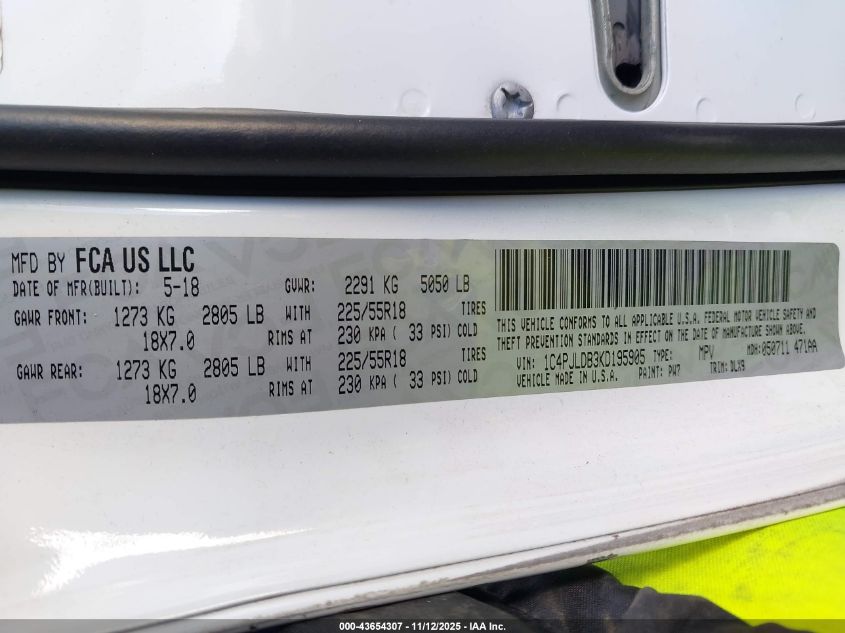 MFD BY FCA US LLC
DATE OF MFR(BUILT): 5-18 GVWR: 2291 KG 5050 LB
GAWR FRONT: 1273 KG 2805 LB WITH 225/55R18 TIRES
18X7.0 RIMS AT 230 KPA ( 33 PSI) COLD
GAWR REAR: 1273 KG 2805 LB WITH 225/55R18 TIRES
18X7.0 RIMS AT 230 KPA ( 33 PSI) COLD
THIS VEHICLE CONFORMS TO ALL APPLICABLE U.S.A. FEDERAL MOTOR VEHICLE SAFETY AND
THEFT PREVENTION STANDARDS IN EFFECT ON THE DATE OF MANUFACTURE SHOWN ABOVE.
VIN: 1C4PJLDB3KD195905 TYPE: MPV MDH: 050711 471AA
VEHICLE MADE IN U.S.A. PAINT: PW7 TRIM: DLX9
000-43654307 - 11/12/2025 - IAA Inc.